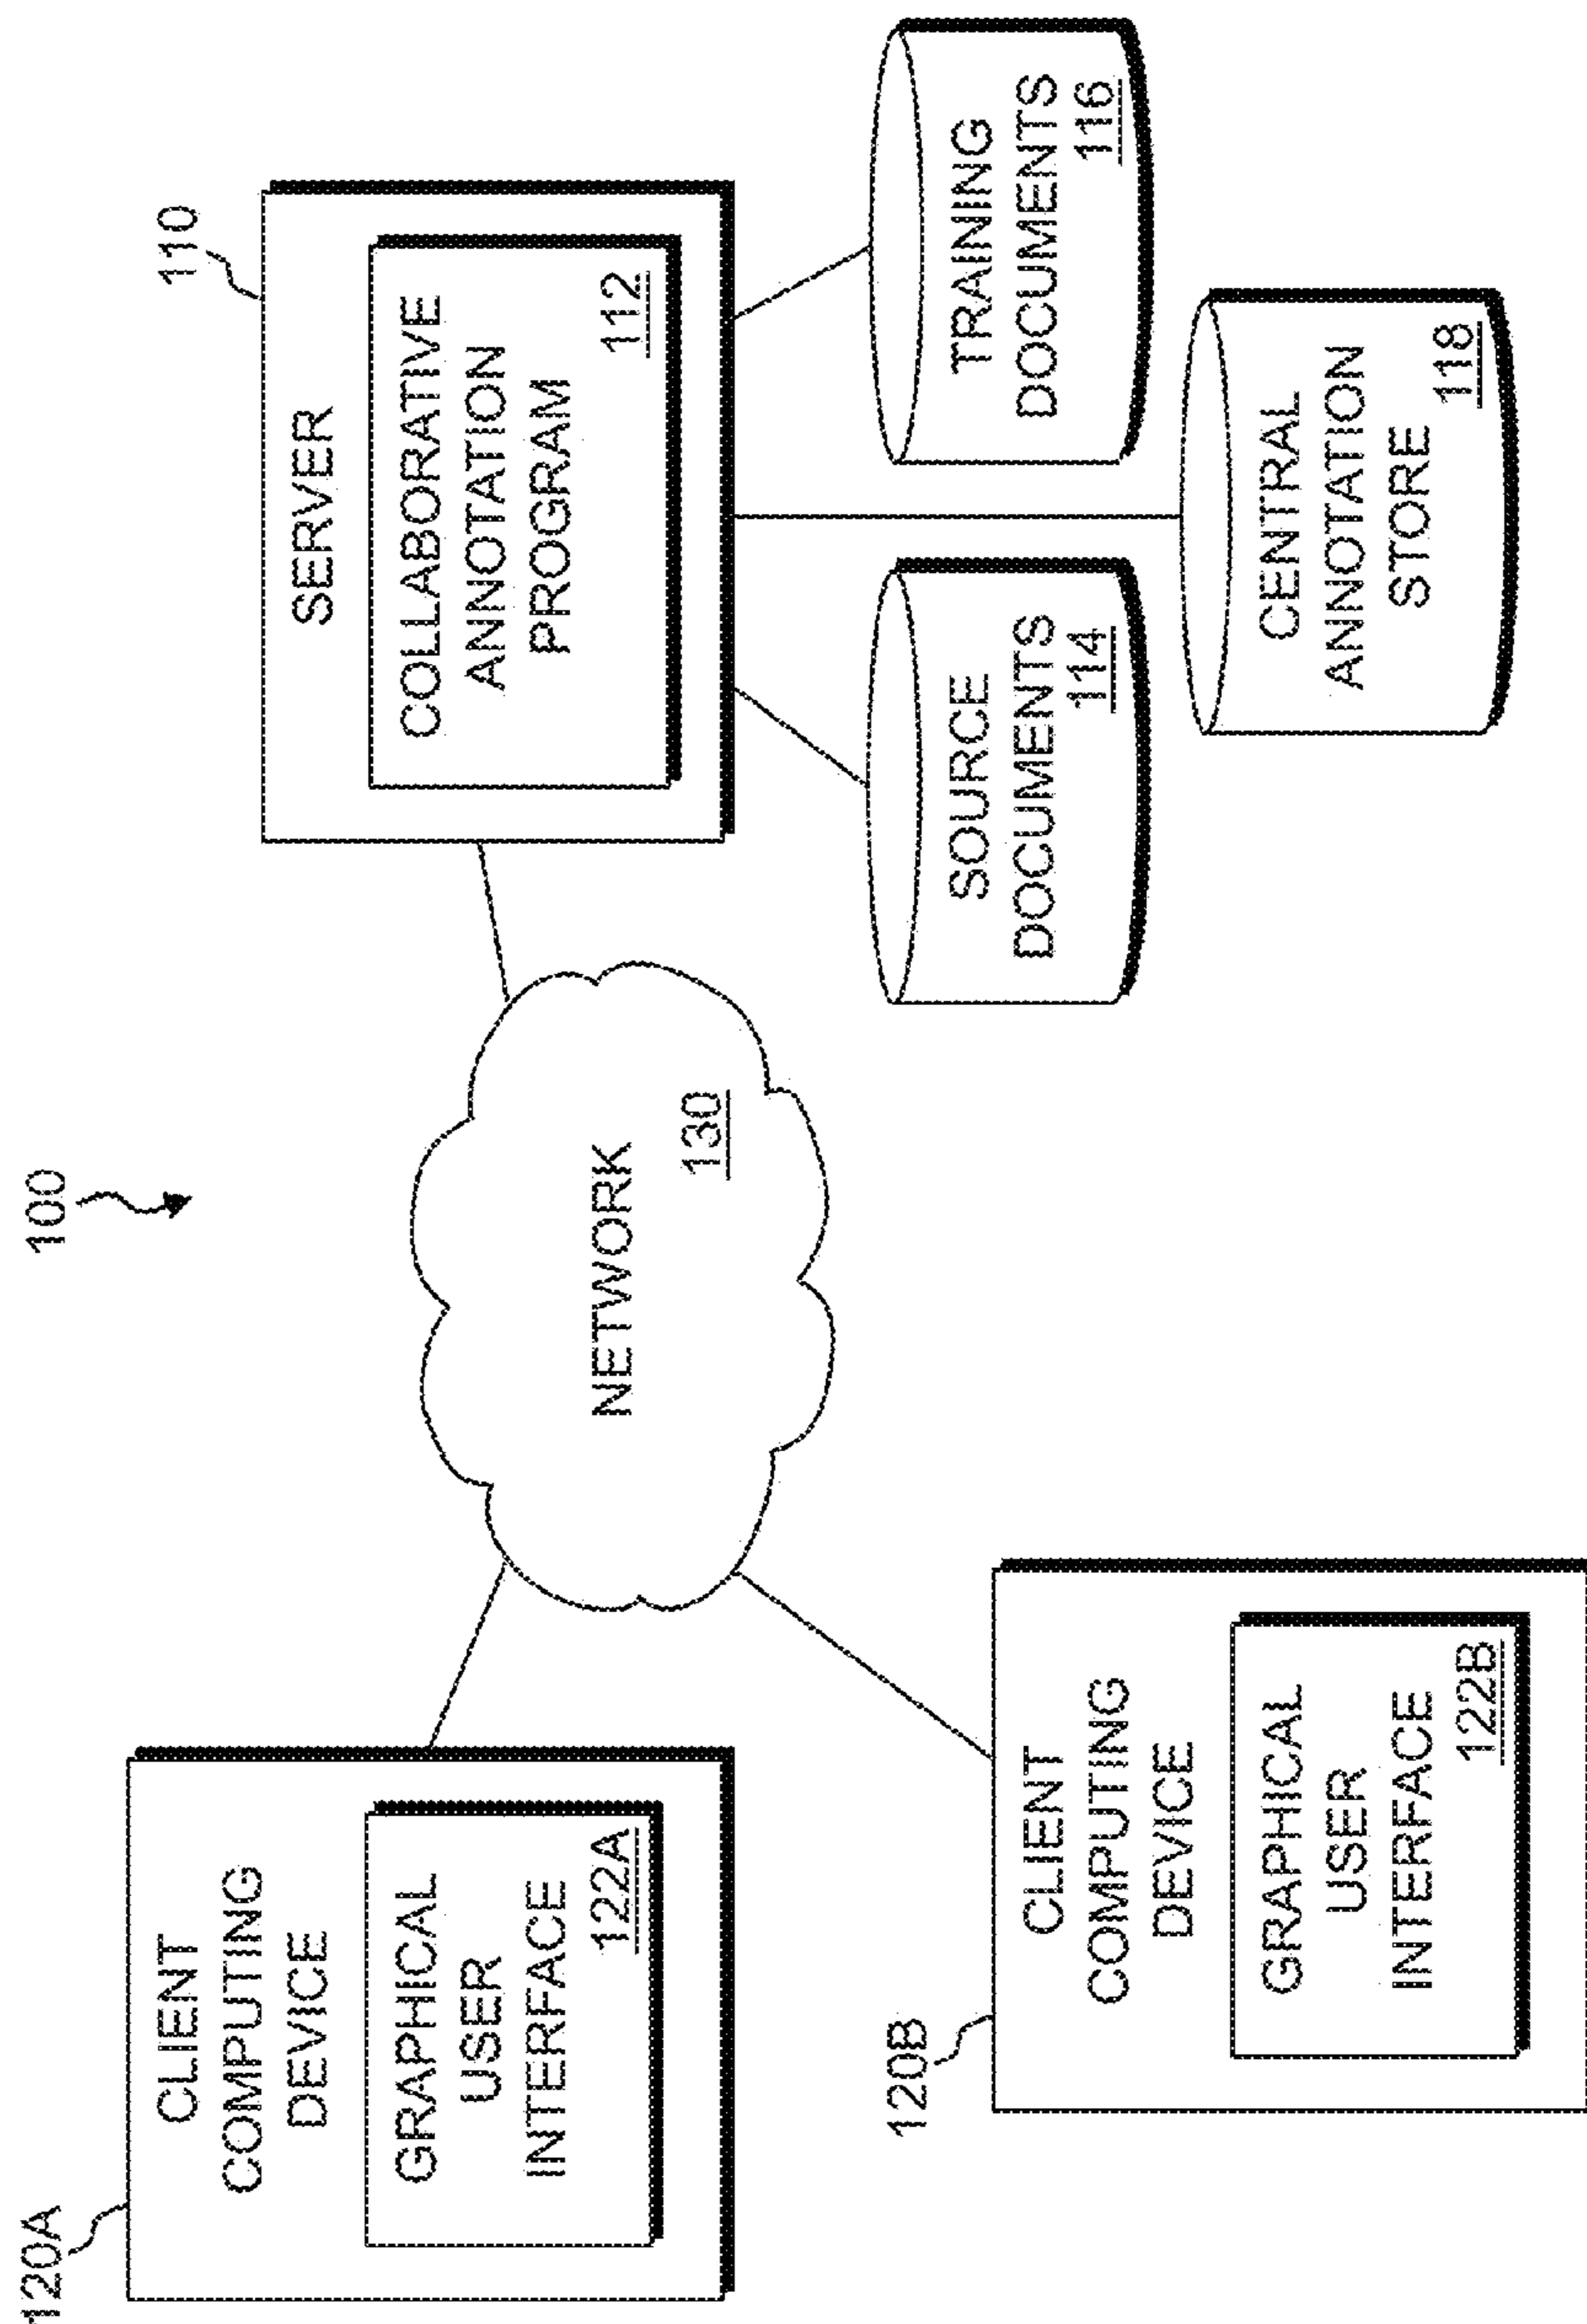 100
120A
CLIENT
COMPUTING
DEVICE
GRAPHICAL
USER
INTERFACE
122A
120B
CLIENT
COMPUTING
DEVICE
GRAPHICAL
USER
INTERFACE
122B
NETWORK
130
110
SERVER
COLLABORATIVE
ANNOTATION
PROGRAM
112
SOURCE
DOCUMENTS
114
TRAINING
DOCUMENTS
116
CENTRAL
ANNOTATION
STORE
118